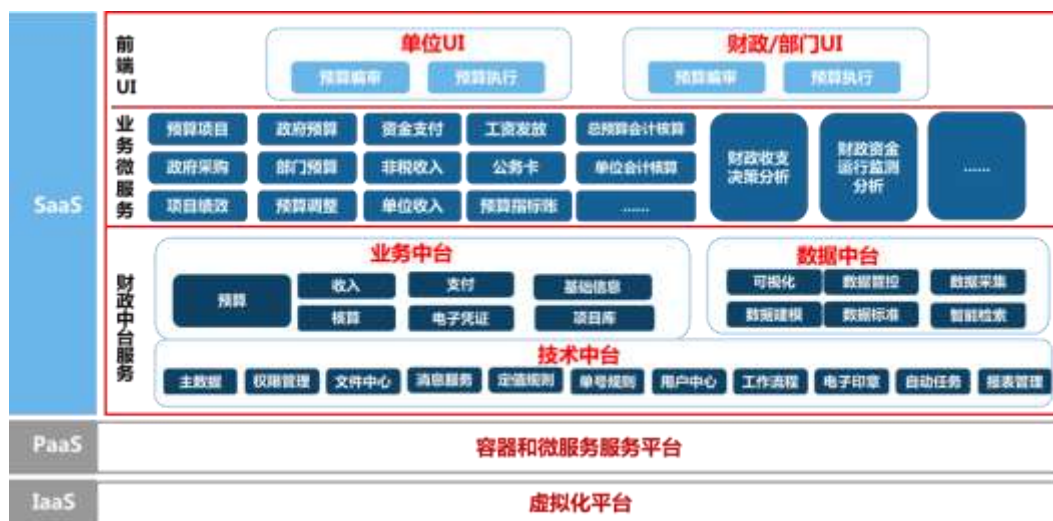 SaaS
前端UI
单位UI
预算编审
预算执行
财政/部门UI
预算编审
预算执行
业务微服务
预算项目
政府预算
资金支付
工资发放
总预算会计核算
政府采购
部门预算
非税收入
公务卡
单位会计核算
项目绩效
预算调整
单位收入
预算指标账
......
财政收支
决策分析
财政资金
运行监测
分析
......
财政中台服务
业务中台
预算
收入
支付
基础信息
核算
电子凭证
项目库
数据中台
可视化
数据管控
数据采集
数据建模
数据标准
智能检索
技术中台
主数据
权限管理
文件中心
消息服务
定值规则
单号规则
用户中心
工作流程
电子印章
自动任务
报表管理
PaaS
容器和微服务服务平台
IaaS
虚拟化平台